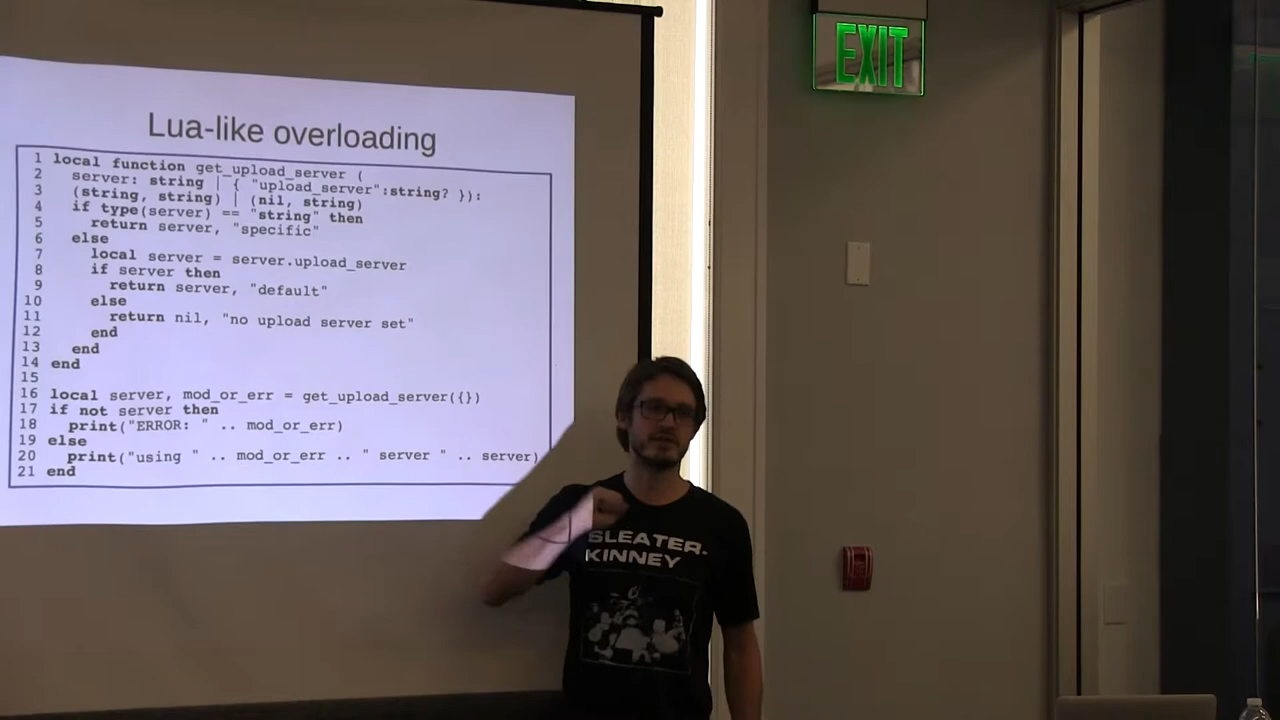 EXIT
Lua-like overloading
1 local function get_upload_server (
2 server: string | { "upload_server":string? }):
3 (string, string) | (nil, string)
4 if type(server) == "string" then
5 return server, "specific"
6 else
7 local server = server.upload_server
8 if server then
9 return server, "default"
10 else
11 return nil, "no upload server set"
12 end
13 end
14 end
15
16 local server, mod_or_err = get_upload_server({})
17 if not server then
18 print("ERROR: " .. mod_or_err)
19 else
20 print("using " .. mod_or_err .. " server " .. server)
21 end
SLEATER-
KINNEY